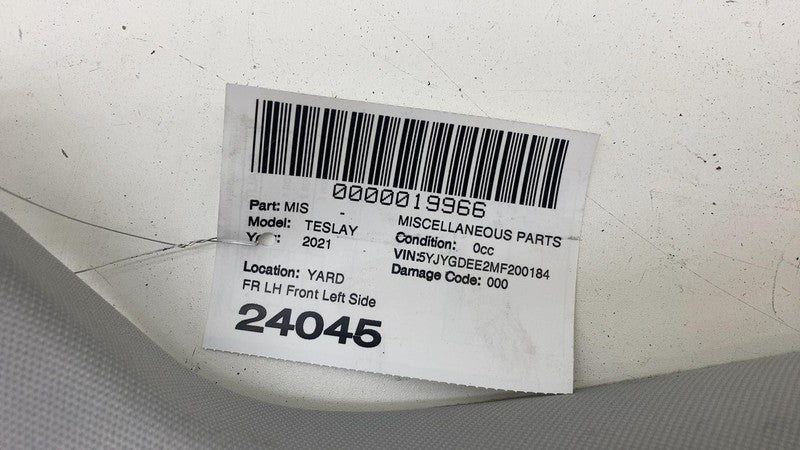 0000019966
Part: MIS - MISCELLANEOUS PARTS
Model: TESLAY Condition: 0cc
2021 VIN:5YJYGDEE2MF200184
Damage Code: 000
Location: YARD
FR LH Front Left Side
24045